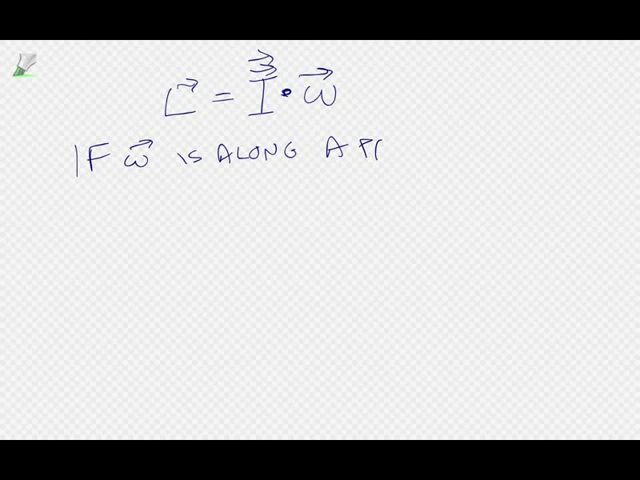 L⃗ = I⃗⃗ · ω⃗
IF ω⃗ IS ALONG A